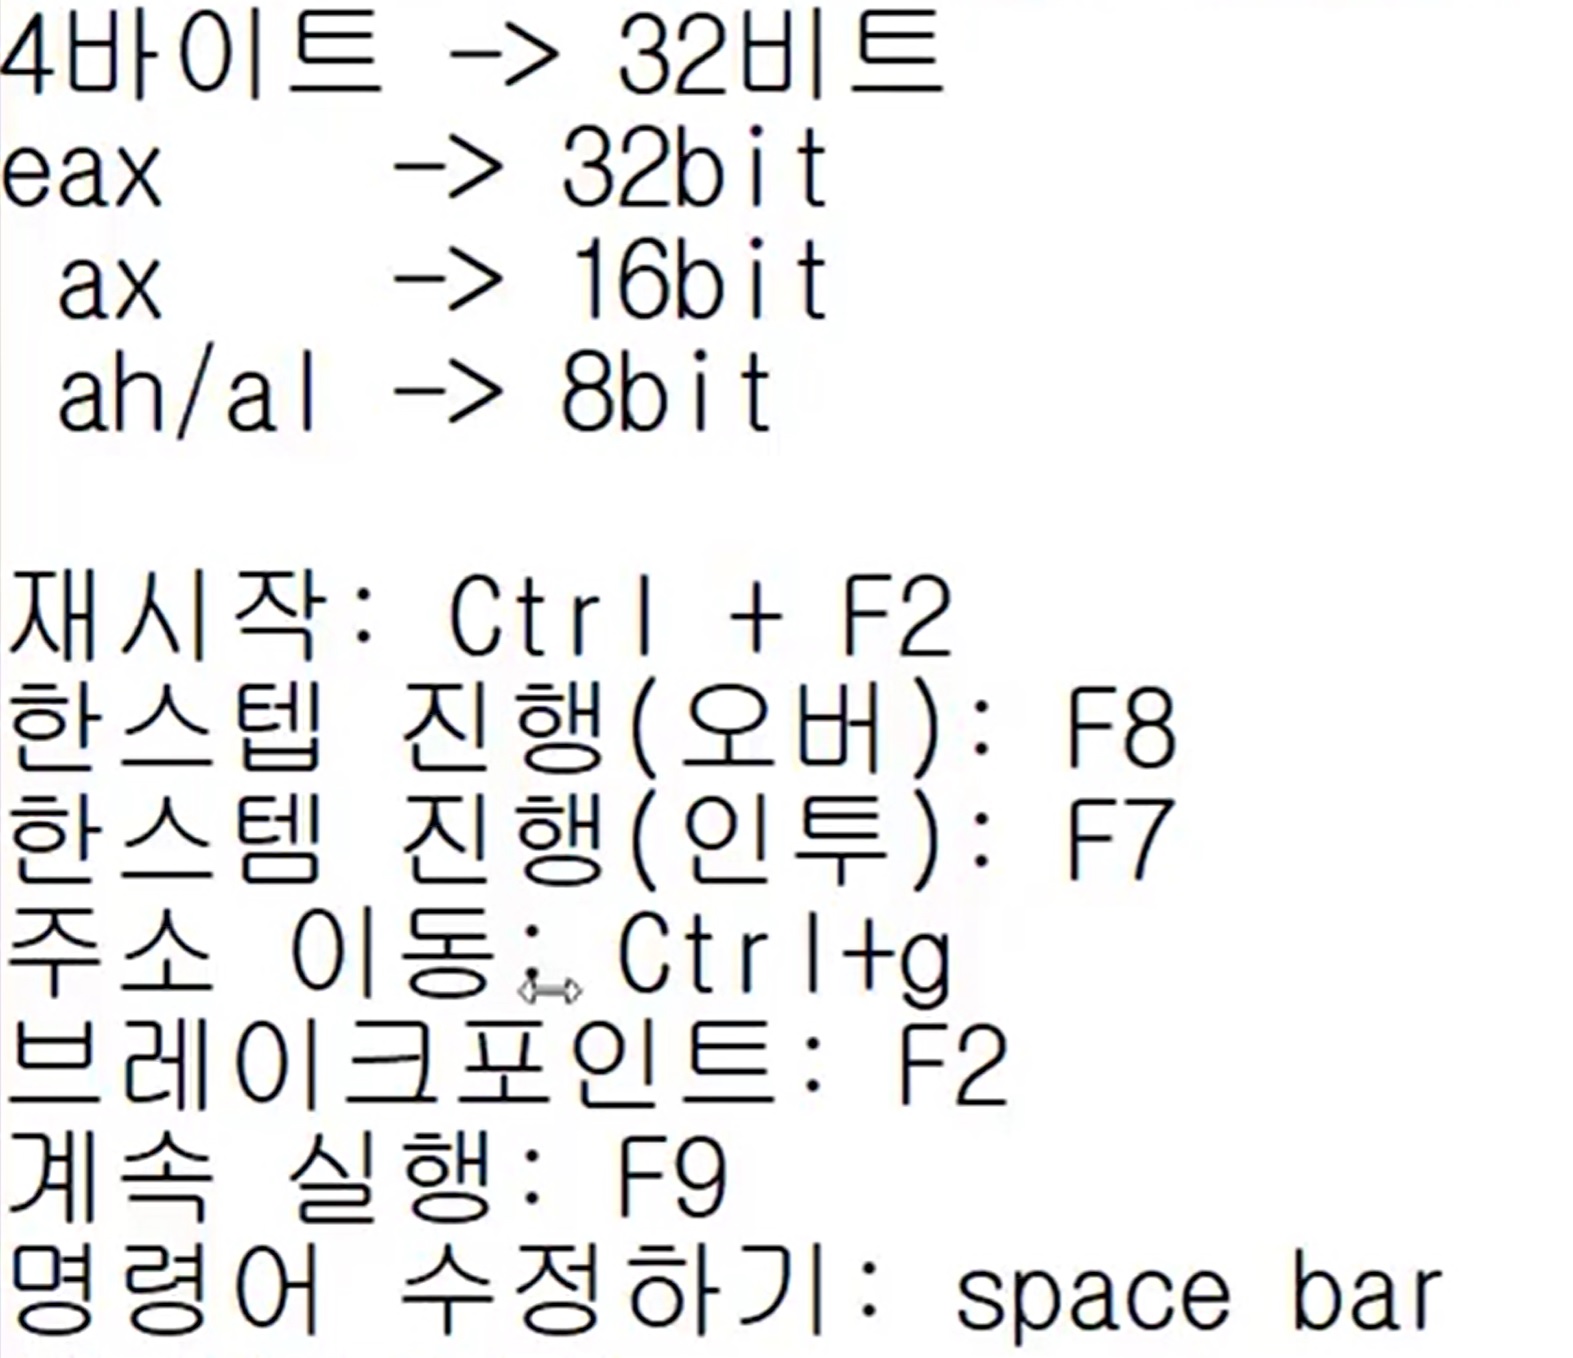 4바이트 -> 32비트
eax    -> 32bit
 ax    -> 16bit
 ah/al -> 8bit
재시작: Ctrl + F2
한스텝 진행(오버): F8
한스템 진행(인투): F7
주소 이동: Ctrl+g
브레이크포인트: F2
계속 실행: F9
명령어 수정하기: space bar